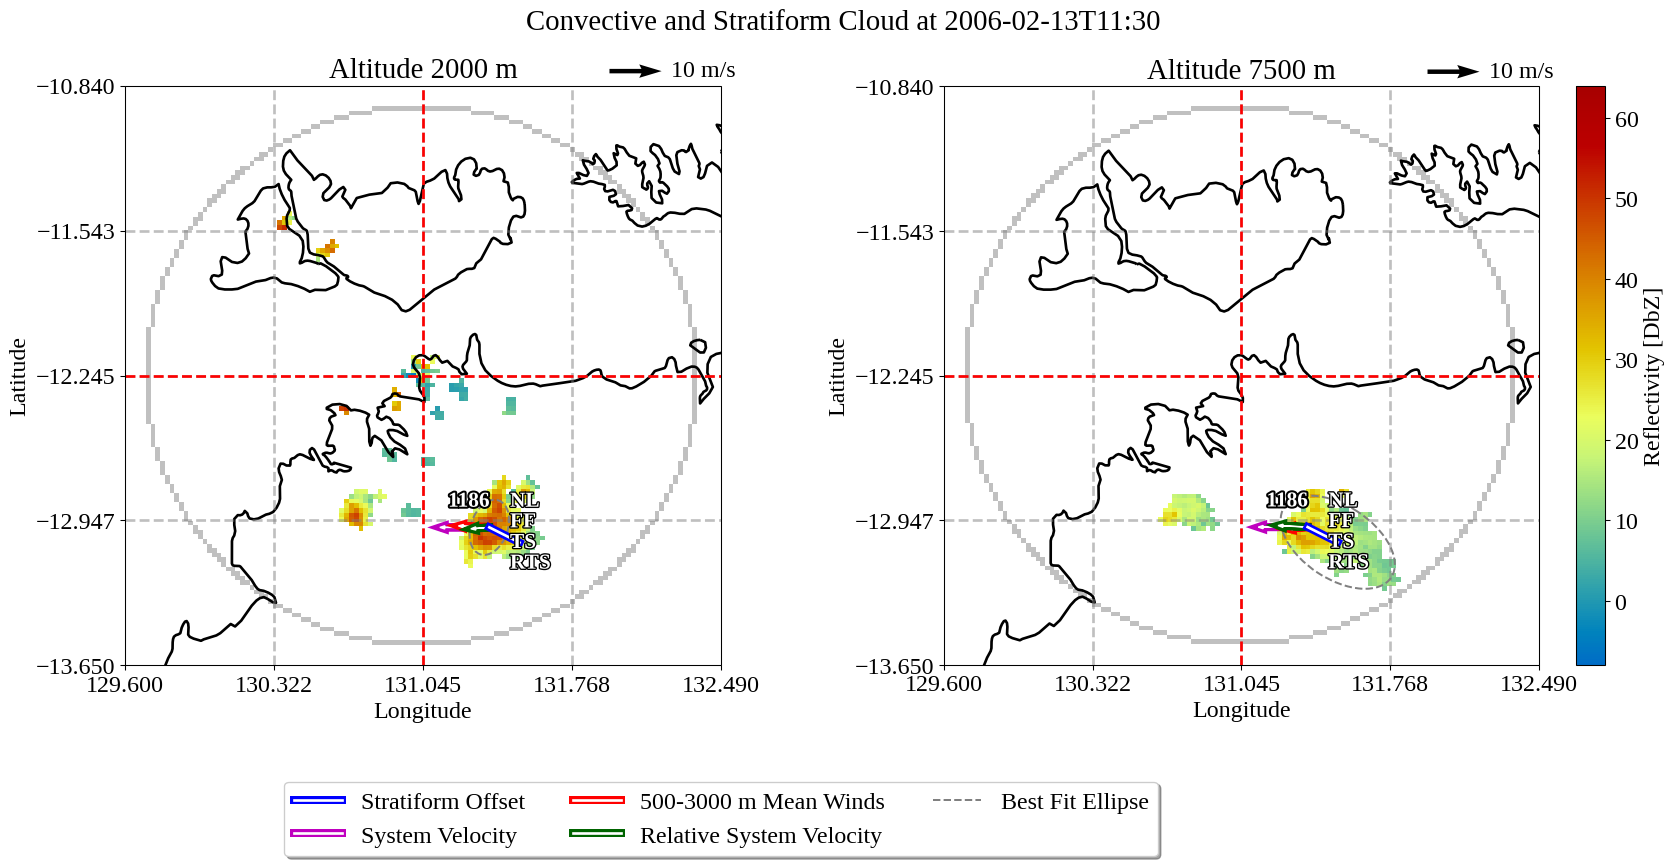 Convective and Stratiform Cloud at 2006-02-13T11:30
Altitude 2000 m
10 m/s
−10.840
−11.543
−12.245
−12.947
−13.650
Latitude
1186
NL
FF
TS
RTS
129.600
130.322
131.045
131.768
132.490
Longitude
Altitude 7500 m
10 m/s
−10.840
−11.543
−12.245
−12.947
−13.650
Latitude
1186
NL
FF
TS
RTS
129.600
130.322
131.045
131.768
132.490
Longitude
60
50
40
30
20
10
0
Reflectivity [DbZ]
Stratiform Offset
System Velocity
500-3000 m Mean Winds
Relative System Velocity
Best Fit Ellipse